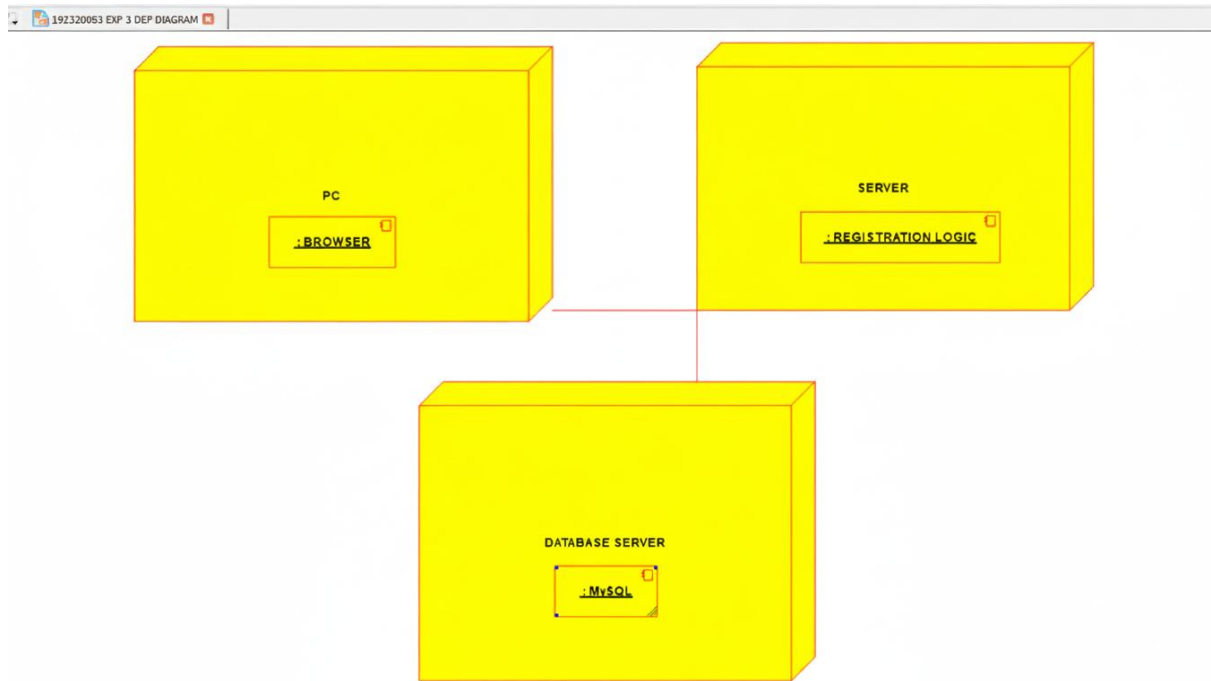 192320053 EXP 3 DEP DIAGRAM
PC
: BROWSER
SERVER
: REGISTRATION LOGIC
DATABASE SERVER
: MySQL